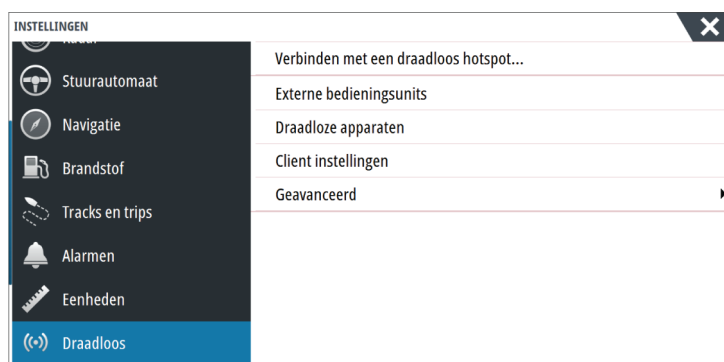 INSTELLINGEN
Stuurautomaat
Navigatie
Brandstof
Tracks en trips
Alarmen
Eenheden
Draadloos
Verbinden met een draadloos hotspot...
Externe bedieningsunits
Draadloze apparaten
Client instellingen
Geavanceerd